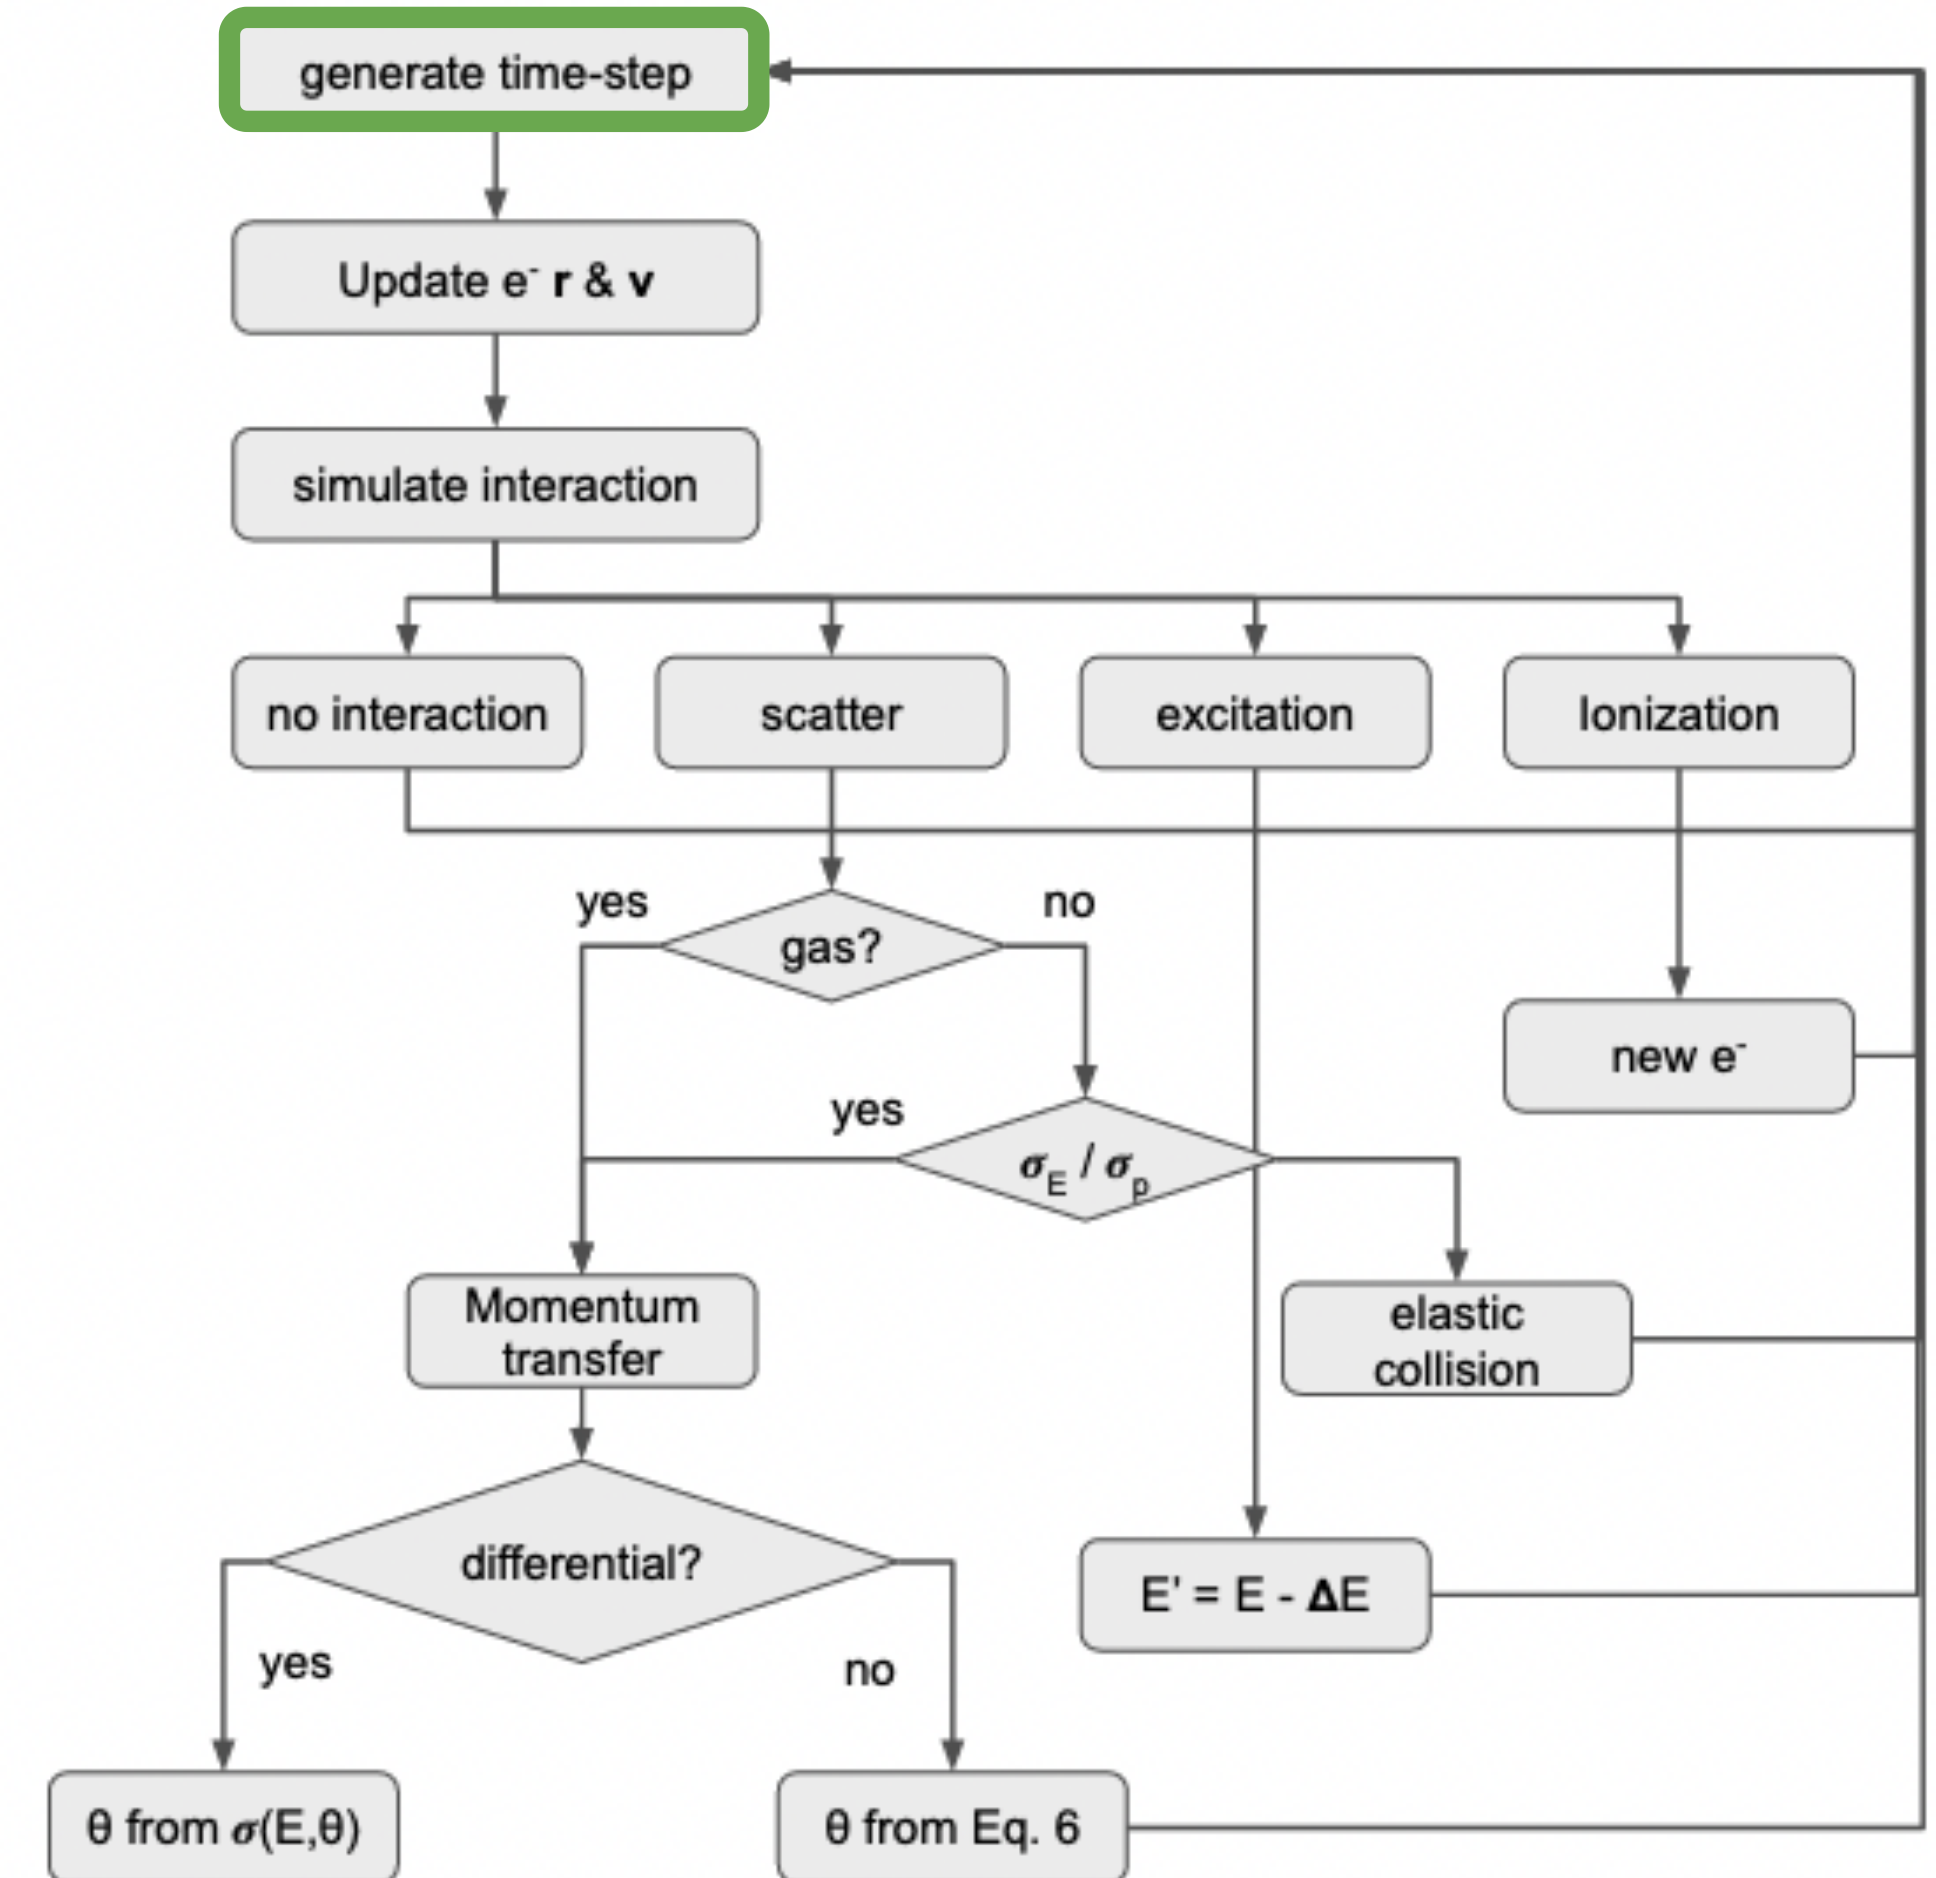 generate time-step
Update e⁻ r & v
simulate interaction
no interaction
scatter
excitation
Ionization
yes
no
gas?
new e⁻
yes
σE / σp
Momentum
transfer
elastic
collision
differential?
E' = E - ΔE
yes
no
θ from σ(E,θ)
θ from Eq. 6